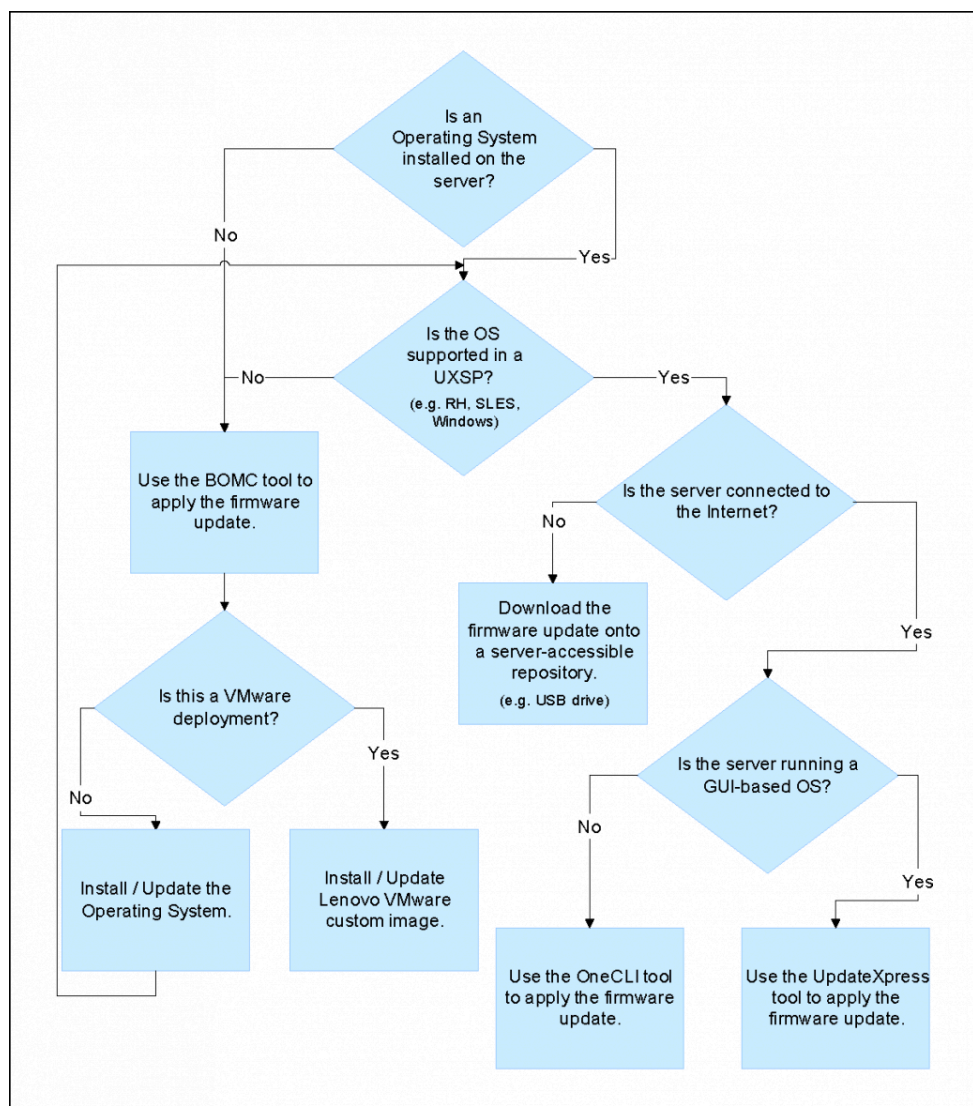 Is an
Operating System
installed on the
server?
No
Yes
Is the OS
supported in a
UXSP?
(e.g. RH, SLES,
Windows)
No
Yes
Use the BOMC tool to
apply the firmware
update.
Is the server connected to
the Internet?
No
Yes
Download the
firmware update onto
a server-accessible
repository.
(e.g. USB drive)
Is this a VMware
deployment?
No
Yes
Is the server running a
GUI-based OS?
No
Yes
Install / Update the
Operating System.
Install / Update
Lenovo VMware
custom image.
Use the OneCLI tool
to apply the firmware
update.
Use the UpdateXpress
tool to apply the
firmware update.